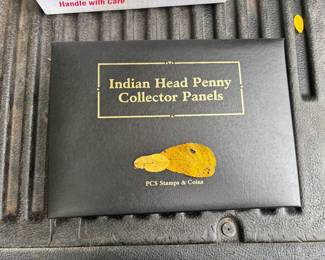 Handle with Care
Indian Head Penny
Collector Panels
PCS Stamps & Coins